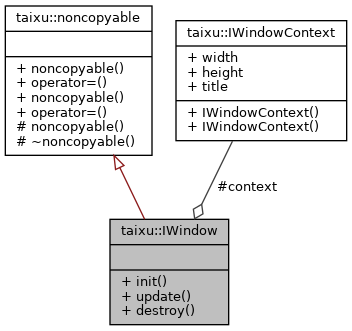 taixu::noncopyable
+ noncopyable()
+ operator=()
+ noncopyable()
+ operator=()
# noncopyable()
# ~noncopyable()
taixu::IWindowContext
+ width
+ height
+ title
+ IWindowContext()
+ IWindowContext()
#context
taixu::IWindow
+ init()
+ update()
+ destroy()